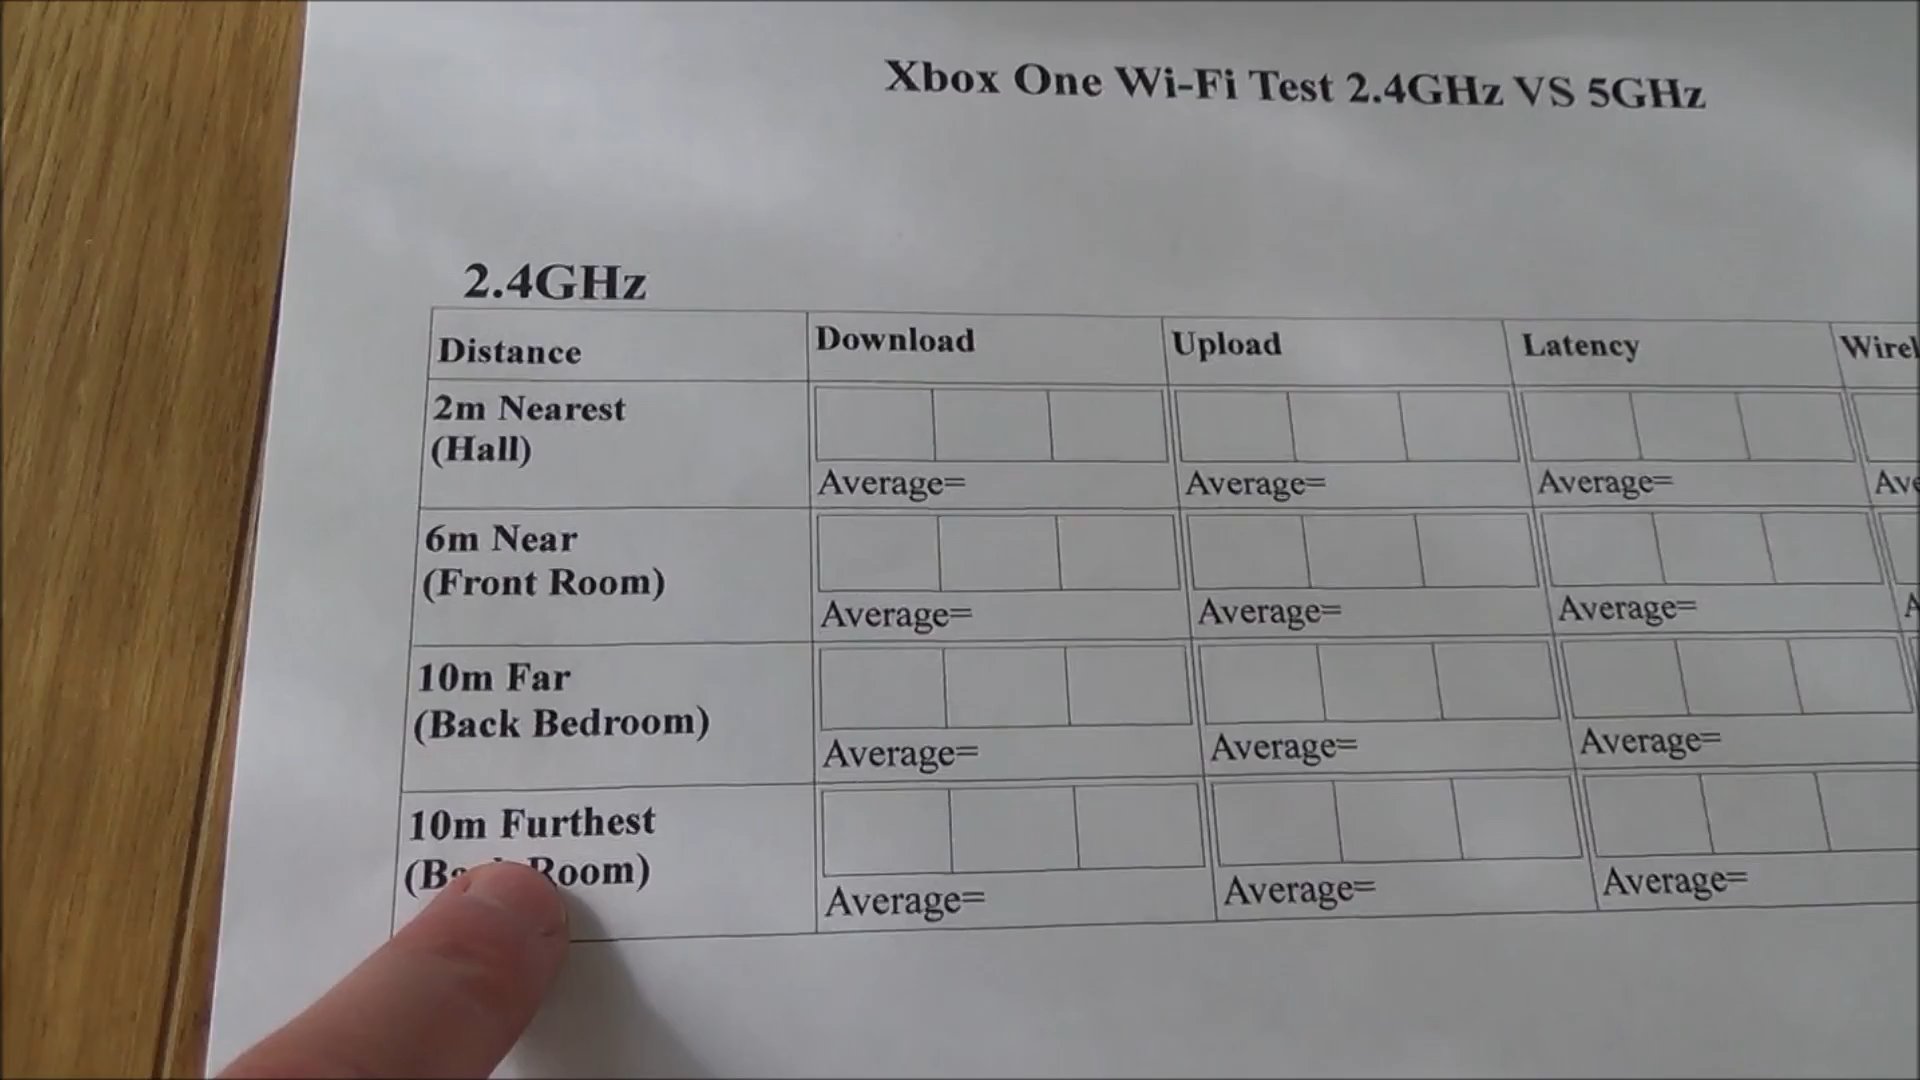 Xbox One Wi-Fi Test 2.4GHz VS 5GHz
2.4GHz
Distance Download Upload Latency
2m Nearest
(Hall)
Average= Average= Average=
6m Near
(Front Room)
Average= Average= Average=
10m Far
(Back Bedroom)
Average= Average= Average=
10m Furthest
Room)
Average= Average= Average=